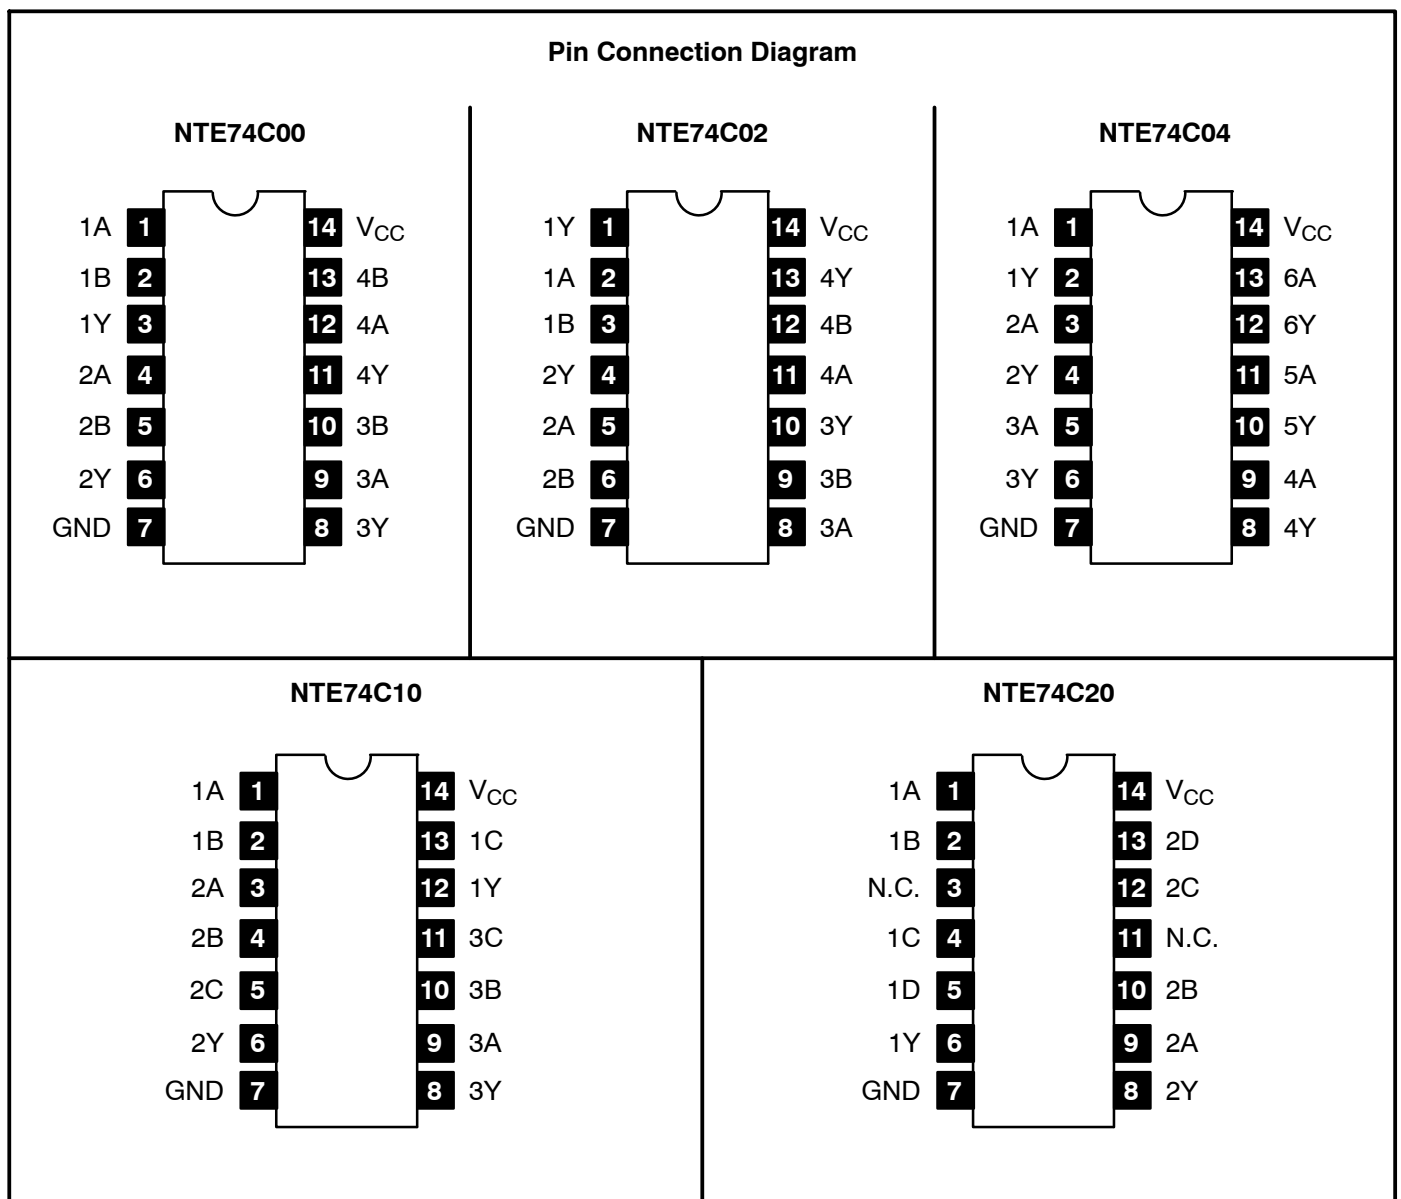 Pin Connection Diagram
NTE74C00
1A 1 14 VCC
1B 2 13 4B
1Y 3 12 4A
2A 4 11 4Y
2B 5 10 3B
2Y 6 9 3A
GND 7 8 3Y
NTE74C02
1Y 1 14 VCC
1A 2 13 4Y
1B 3 12 4B
2Y 4 11 4A
2A 5 10 3Y
2B 6 9 3B
GND 7 8 3A
NTE74C04
1A 1 14 VCC
1Y 2 13 6A
2A 3 12 6Y
2Y 4 11 5A
3A 5 10 5Y
3Y 6 9 4A
GND 7 8 4Y
NTE74C10
1A 1 14 VCC
1B 2 13 1C
2A 3 12 1Y
2B 4 11 3C
2C 5 10 3B
2Y 6 9 3A
GND 7 8 3Y
NTE74C20
1A 1 14 VCC
1B 2 13 2D
N.C. 3 12 2C
1C 4 11 N.C.
1D 5 10 2B
1Y 6 9 2A
GND 7 8 2Y